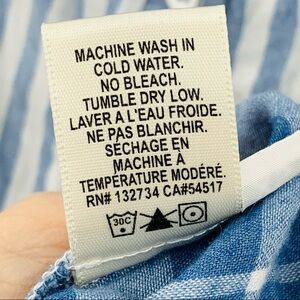 MACHINE WASH IN
COLD WATER.
NO BLEACH.
TUMBLE DRY LOW.
LAVER A L'EAU FROIDE.
NE PAS BLANCHIR.
SÉCHAGE EN
MACHINE À
TEMPÉRATURE MODÉRÉ.
RN# 132734 CA#54517
30C